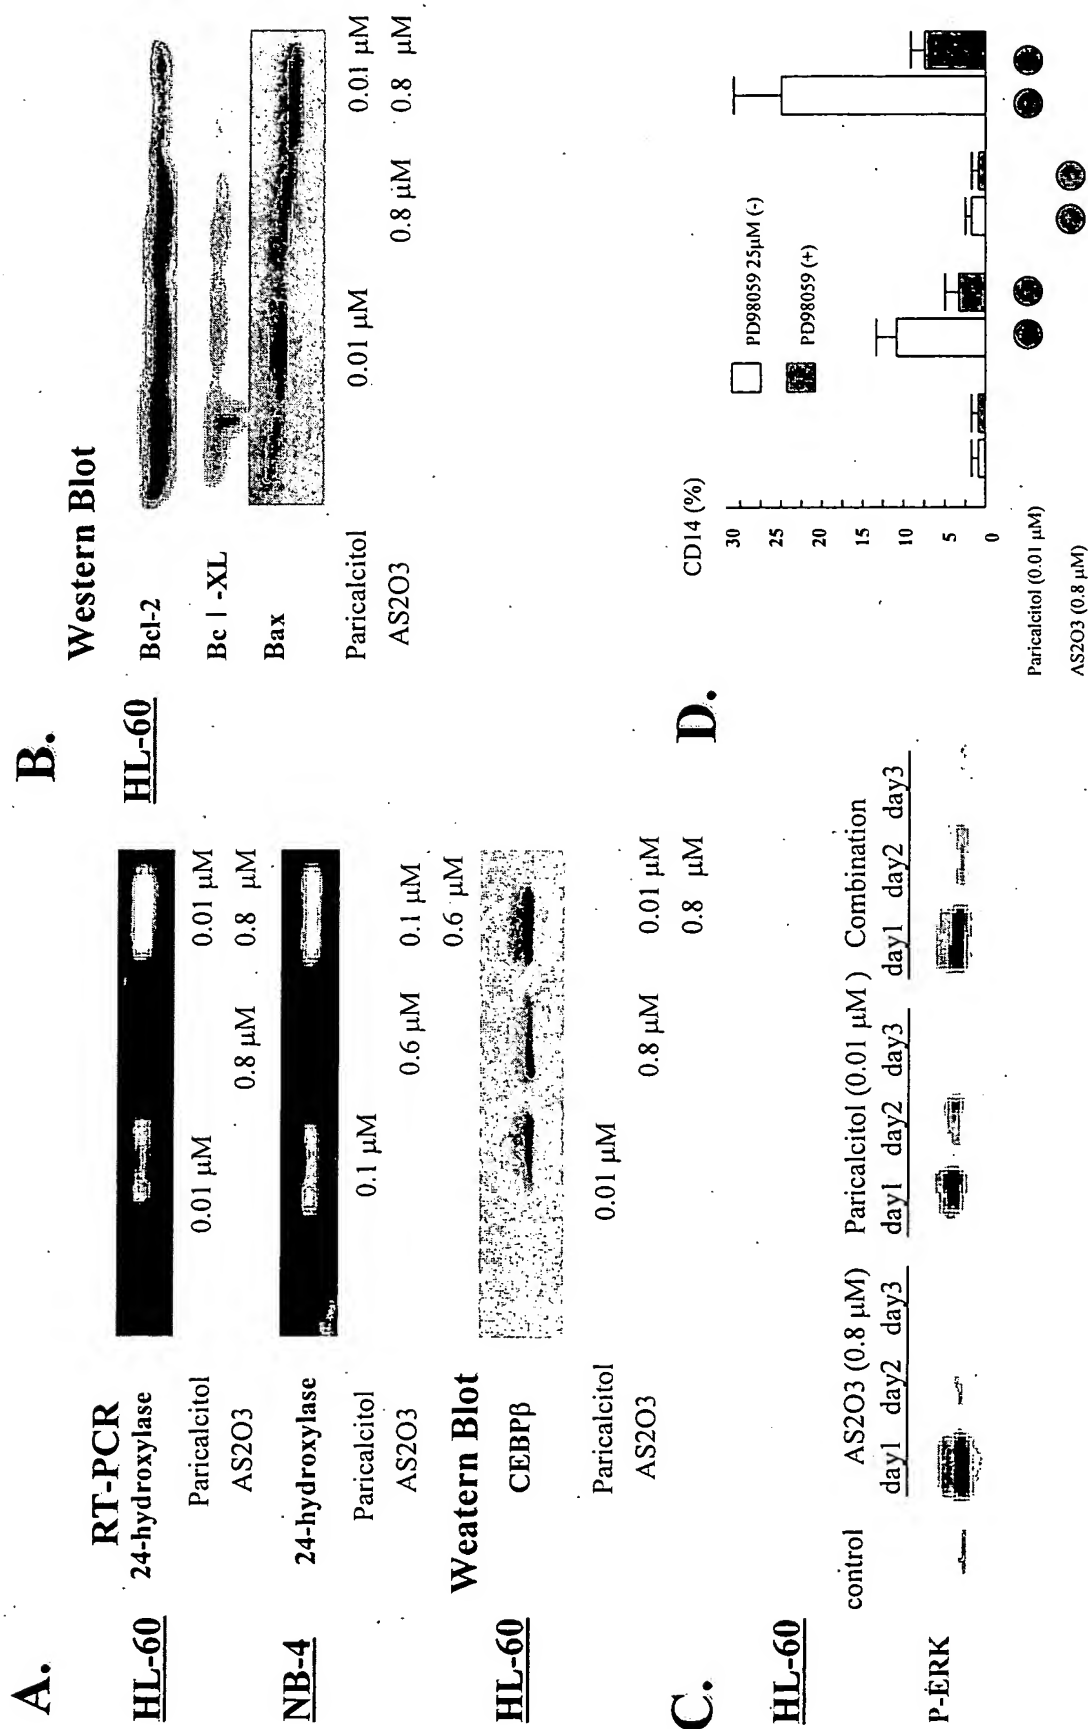 A.
RT-PCR
HL-60
24-hydroxylase
Paricalcitol 0.01 µM 0.01 µM
AS2O3 0.8 µM 0.8 µM
NB-4
24-hydroxylase
Paricalcitol 0.1 µM 0.1 µM
AS2O3 0.6 µM 0.6 µM
Weatern Blot
HL-60
CEBPβ
Paricalcitol 0.01 µM 0.01 µM
AS2O3 0.8 µM 0.8 µM
B.
Western Blot
HL-60
Bcl-2
Bc l -XL
Bax
Paricalcitol 0.01 µM 0.01 µM
AS2O3 0.8 µM 0.8 µM
C.
HL-60
control AS2O3 (0.8 µM) Paricalcitol (0.01 µM ) Combination
day1 day2 day3 day1 day2 day3 day1 day2 day3
P-ERK
D.
CD14 (%)
30
25
20
15
10
5
0
PD98059 25µM (-)
PD98059 (+)
Paricalcitol (0.01 µM)
AS2O3 (0.8 µM)